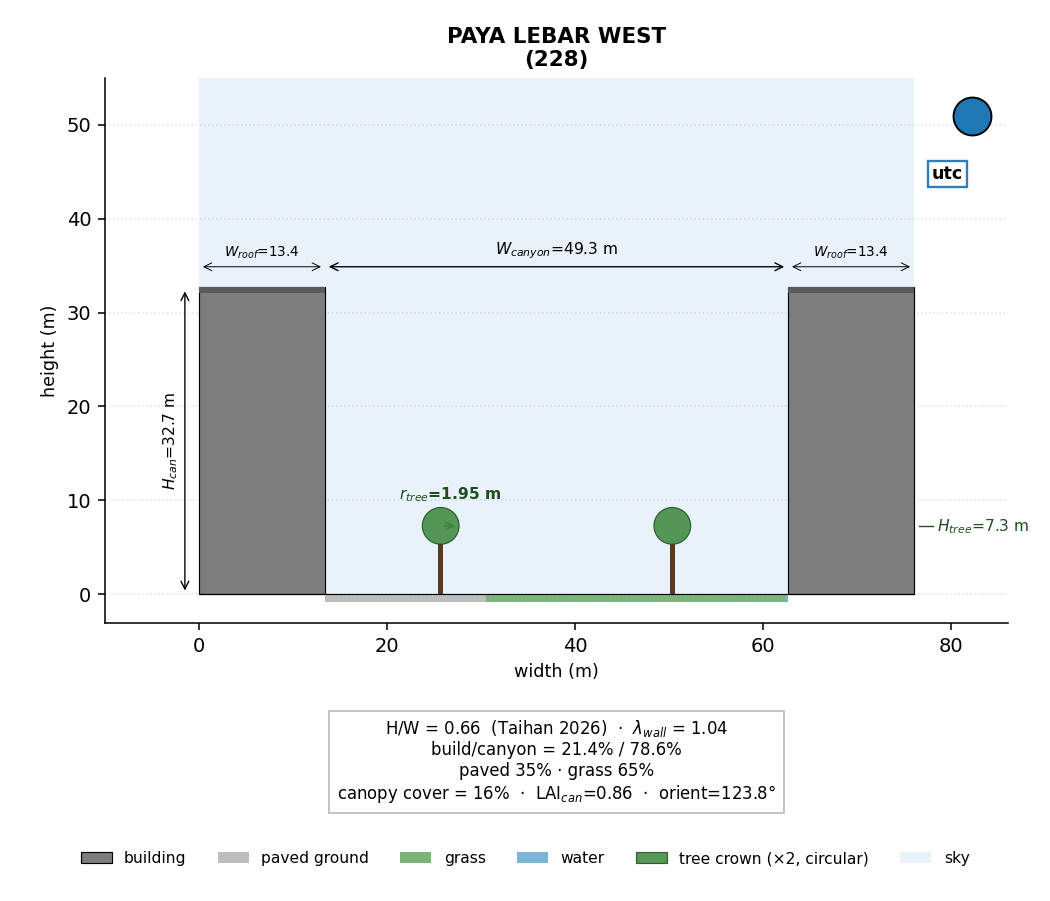 PAYA LEBAR WEST
(228)
50
40
30
20
10
0
height (m)
utc
W_roof=13.4
W_canyon=49.3 m
W_roof=13.4
H_can=32.7 m
r_tree=1.95 m
H_tree=7.3 m
0 20 40 60 80
width (m)
H/W = 0.66 (Taihan 2026) · λ_wall = 1.04
build/canyon = 21.4% / 78.6%
paved 35% · grass 65%
canopy cover = 16% · LAI_can=0.86 · orient=123.8°
building paved ground grass water tree crown (×2, circular) sky